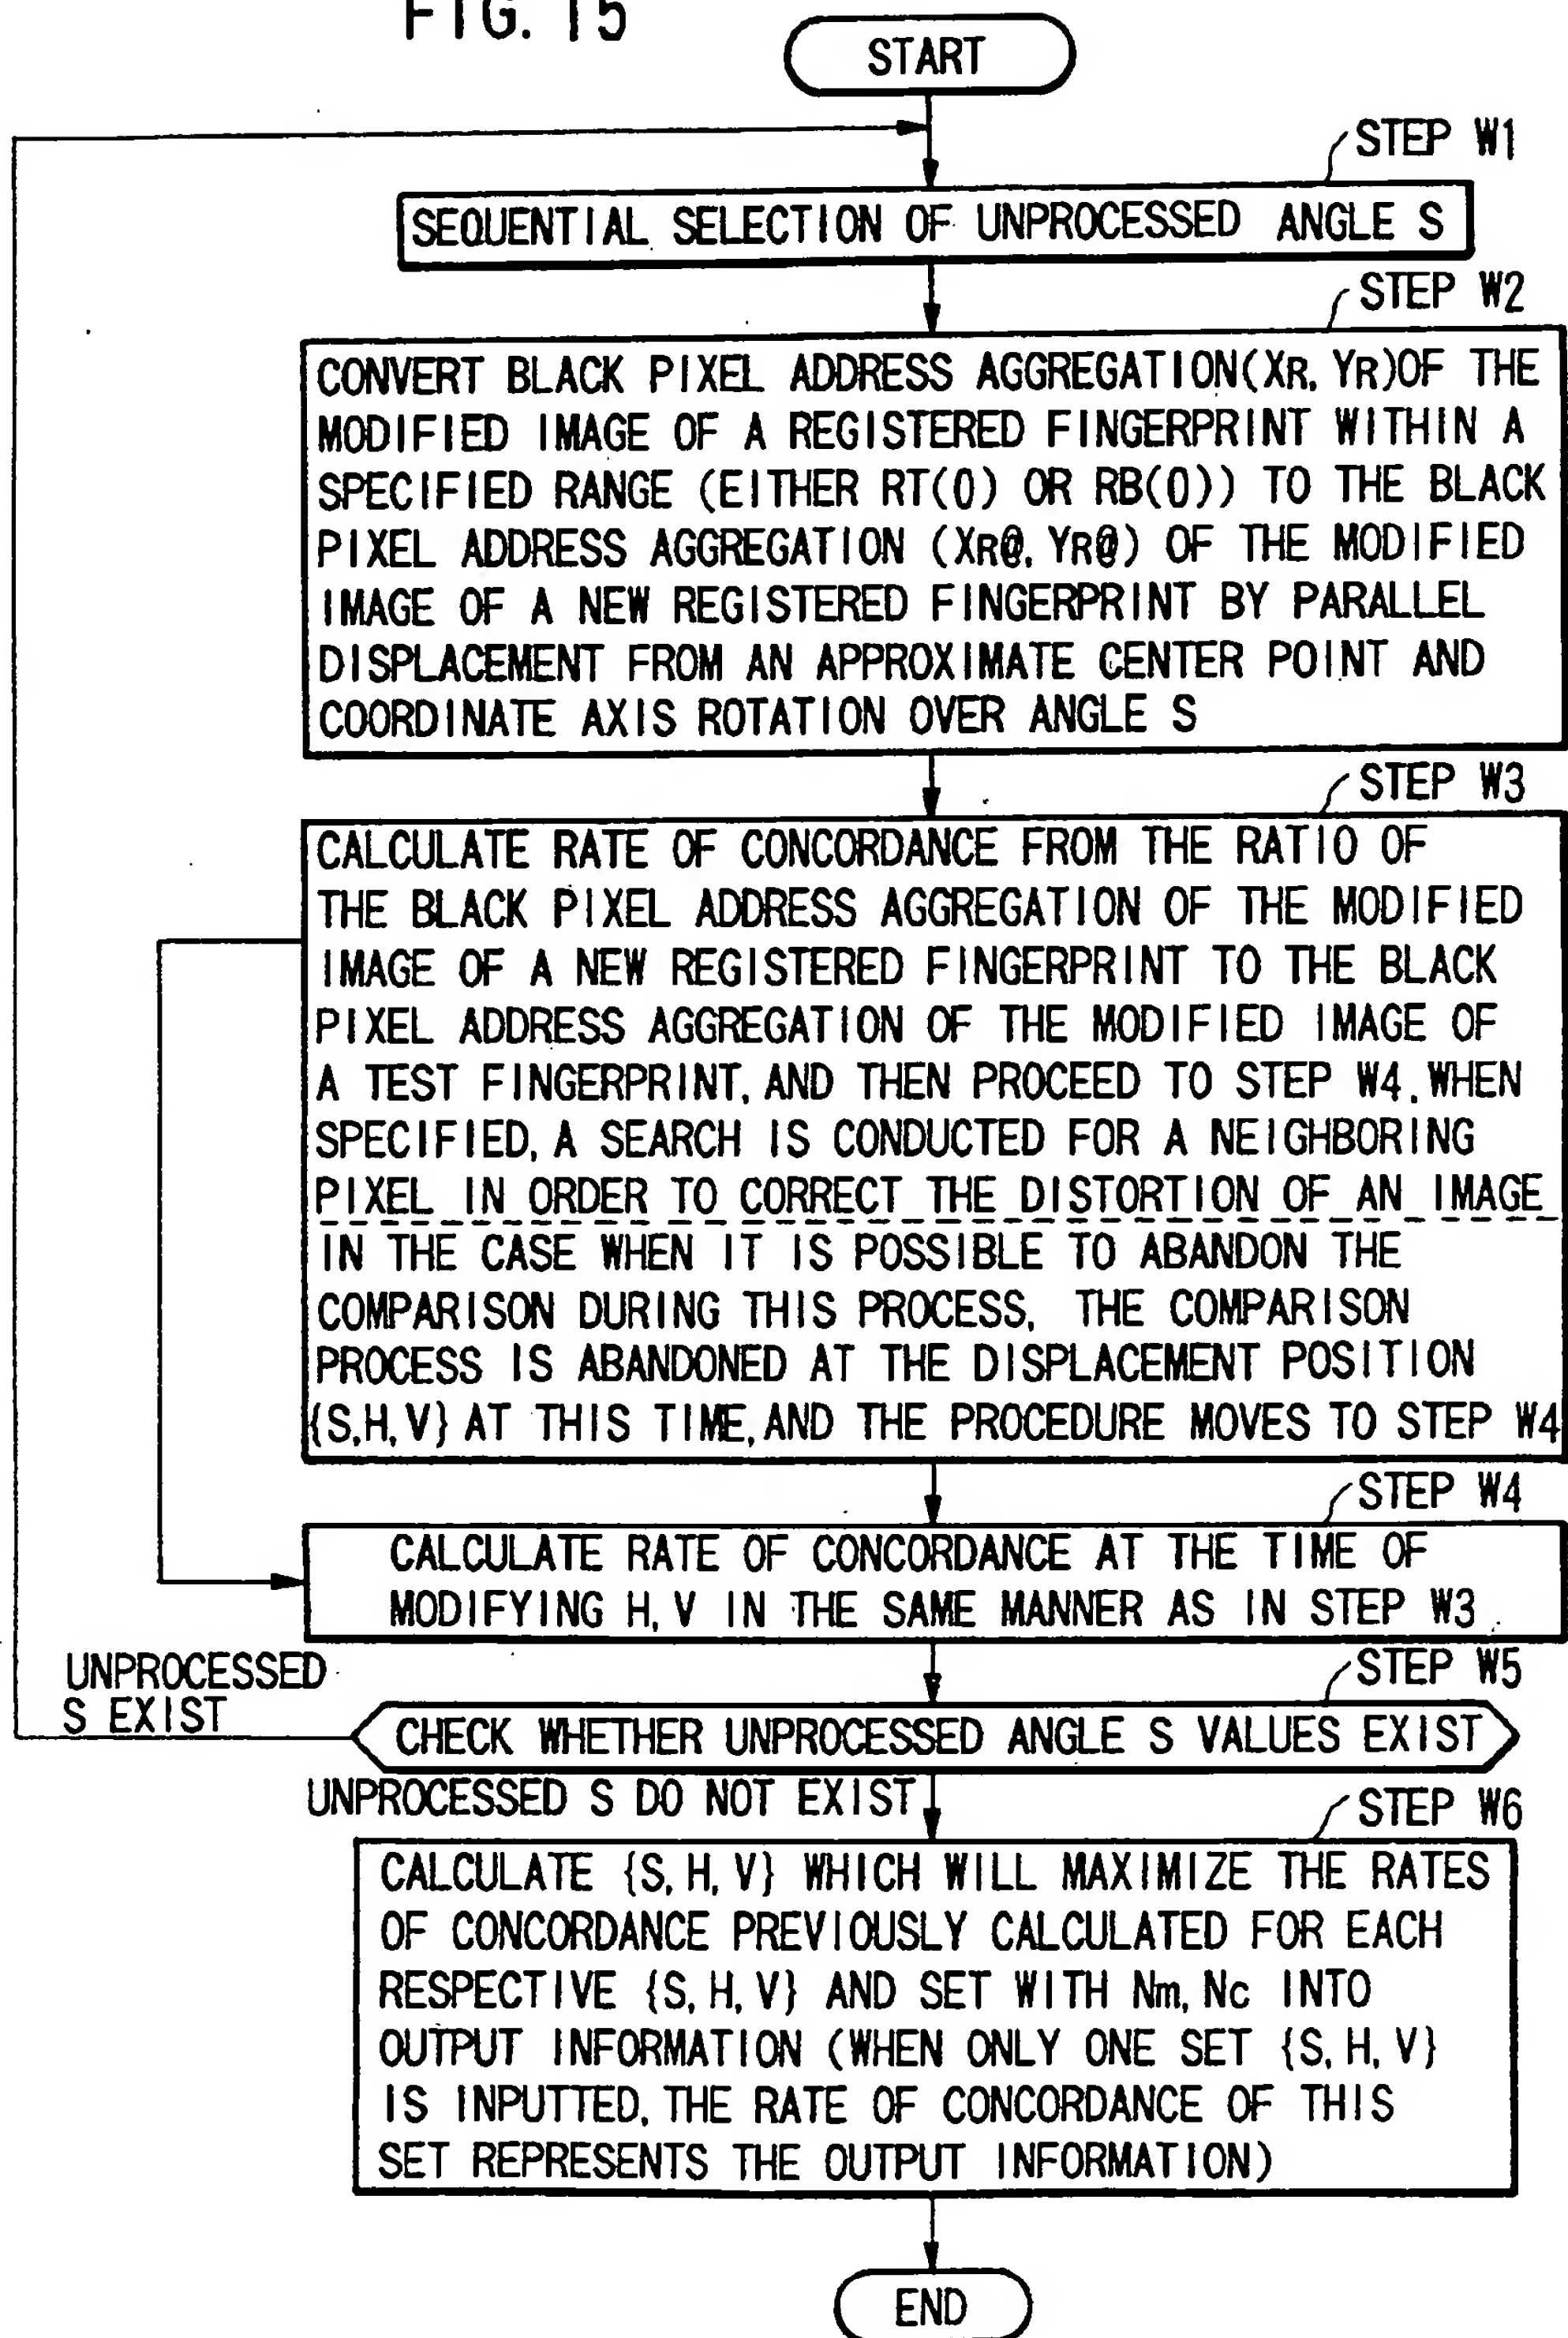 FIG. 15
START
STEP W1
SEQUENTIAL SELECTION OF UNPROCESSED ANGLE S
STEP W2
CONVERT BLACK PIXEL ADDRESS AGGREGATION(XR, YR)OF THE
MODIFIED IMAGE OF A REGISTERED FINGERPRINT WITHIN A
SPECIFIED RANGE (EITHER RT(0) OR RB(0)) TO THE BLACK
PIXEL ADDRESS AGGREGATION (XR@, YR@) OF THE MODIFIED
IMAGE OF A NEW REGISTERED FINGERPRINT BY PARALLEL
DISPLACEMENT FROM AN APPROXIMATE CENTER POINT AND
COORDINATE AXIS ROTATION OVER ANGLE S
STEP W3
CALCULATE RATE OF CONCORDANCE FROM THE RATIO OF
THE BLACK PIXEL ADDRESS AGGREGATION OF THE MODIFIED
IMAGE OF A NEW REGISTERED FINGERPRINT TO THE BLACK
PIXEL ADDRESS AGGREGATION OF THE MODIFIED IMAGE OF
A TEST FINGERPRINT, AND THEN PROCEED TO STEP W4. WHEN
SPECIFIED, A SEARCH IS CONDUCTED FOR A NEIGHBORING
PIXEL IN ORDER TO CORRECT THE DISTORTION OF AN IMAGE
IN THE CASE WHEN IT IS POSSIBLE TO ABANDON THE
COMPARISON DURING THIS PROCESS, THE COMPARISON
PROCESS IS ABANDONED AT THE DISPLACEMENT POSITION
{S, H, V} AT THIS TIME, AND THE PROCEDURE MOVES TO STEP W4
STEP W4
CALCULATE RATE OF CONCORDANCE AT THE TIME OF
MODIFYING H, V IN THE SAME MANNER AS IN STEP W3
STEP W5
UNPROCESSED
S EXIST
CHECK WHETHER UNPROCESSED ANGLE S VALUES EXIST
UNPROCESSED S DO NOT EXIST
STEP W6
CALCULATE {S, H, V} WHICH WILL MAXIMIZE THE RATES
OF CONCORDANCE PREVIOUSLY CALCULATED FOR EACH
RESPECTIVE {S, H, V} AND SET WITH Nm, Nc INTO
OUTPUT INFORMATION (WHEN ONLY ONE SET {S, H, V}
IS INPUTTED, THE RATE OF CONCORDANCE OF THIS
SET REPRESENTS THE OUTPUT INFORMATION)
END